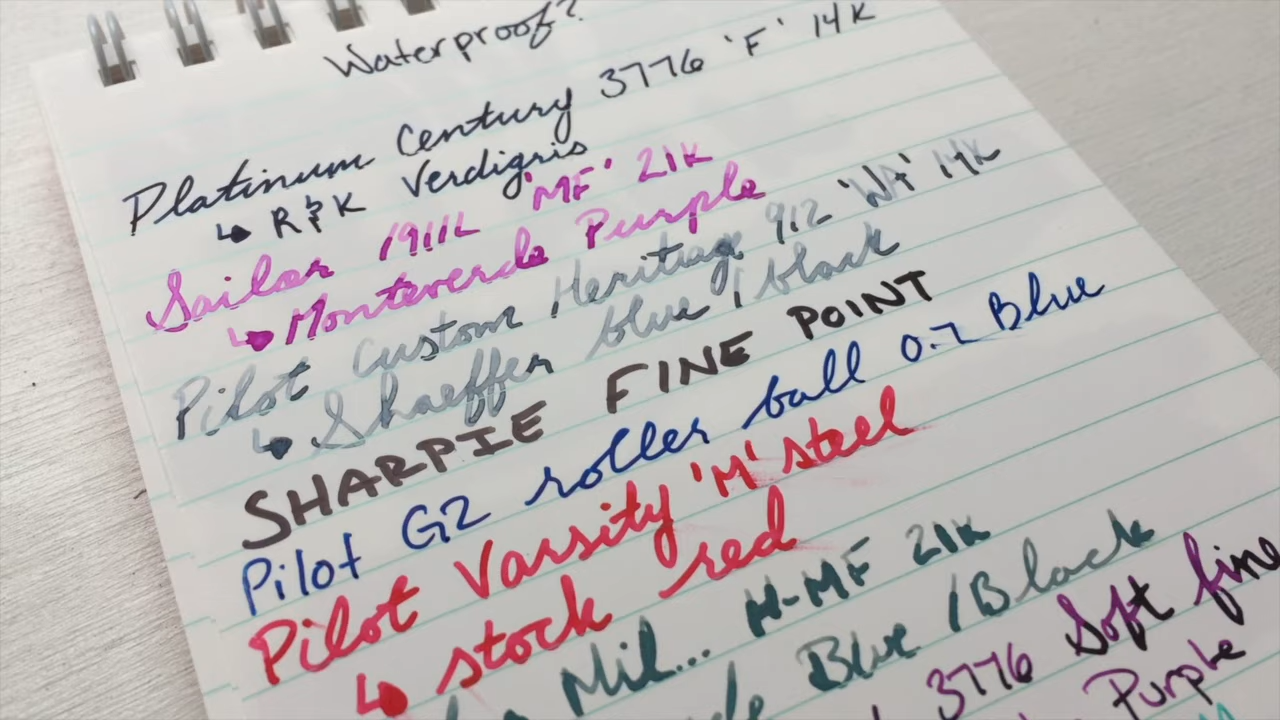 Waterproof?
Platinum Century 3776 'F' 14K
↳ R & K Verdigris
Sailor 1911L 'MF' 21K
↳ Monteverde Purple
Pilot Custom Heritage 912 'WA' 14K
↳ Shaeffer blue / black
SHARPIE FINE POINT
Pilot G2 roller ball 0.7 Blue
Pilot Varsity 'M' steel
↳ stock red
Mil... H-MF 21K
Blue / Black
3776 Soft fine
Purple